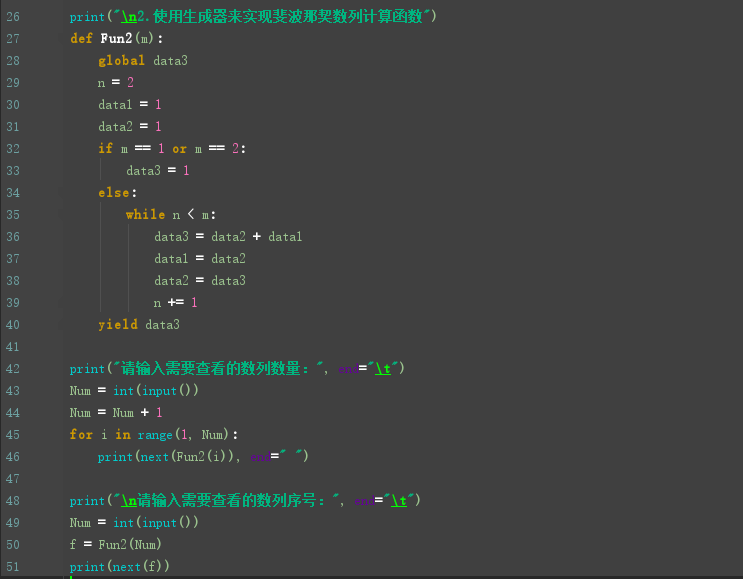 26 print("\n2.使用生成器来实现斐波那契数列计算函数")
27 def Fun2(m):
28     global data3
29     n = 2
30     data1 = 1
31     data2 = 1
32     if m == 1 or m == 2:
33         data3 = 1
34     else:
35         while n < m:
36             data3 = data2 + data1
37             data1 = data2
38             data2 = data3
39             n += 1
40     yield data3
41
42 print("请输入需要查看的数列数量：", end="\t")
43 Num = int(input())
44 Num = Num + 1
45 for i in range(1, Num):
46     print(next(Fun2(i)), end=" ")
47
48 print("\n请输入需要查看的数列序号：", end="\t")
49 Num = int(input())
50 f = Fun2(Num)
51 print(next(f))